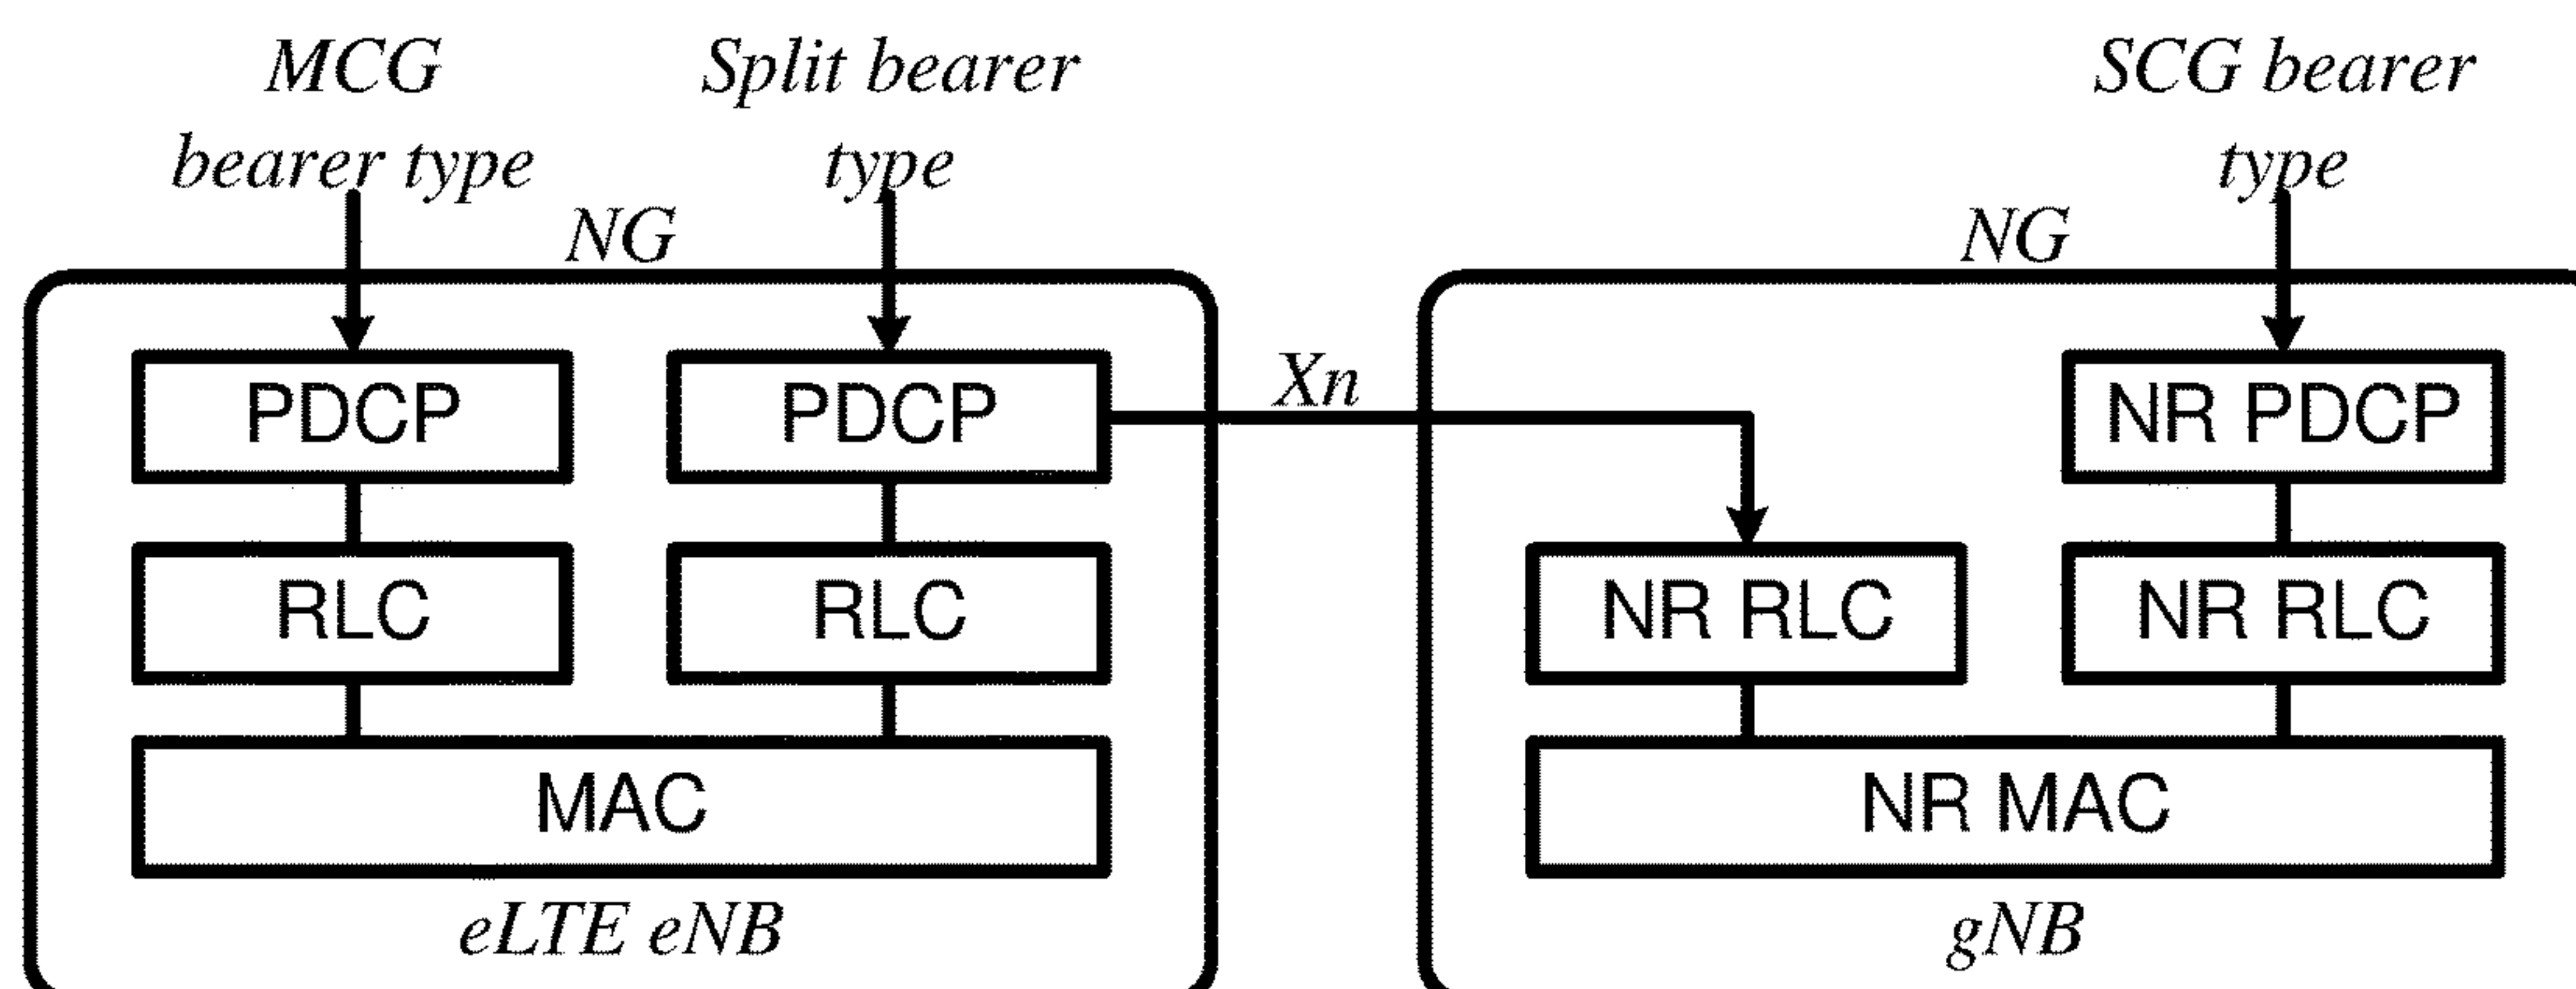 MCG
bearer type
Split bearer
type
SCG bearer
type
NG
NG
PDCP
PDCP
Xn
NR PDCP
RLC
RLC
NR RLC
NR RLC
MAC
NR MAC
eLTE eNB
gNB